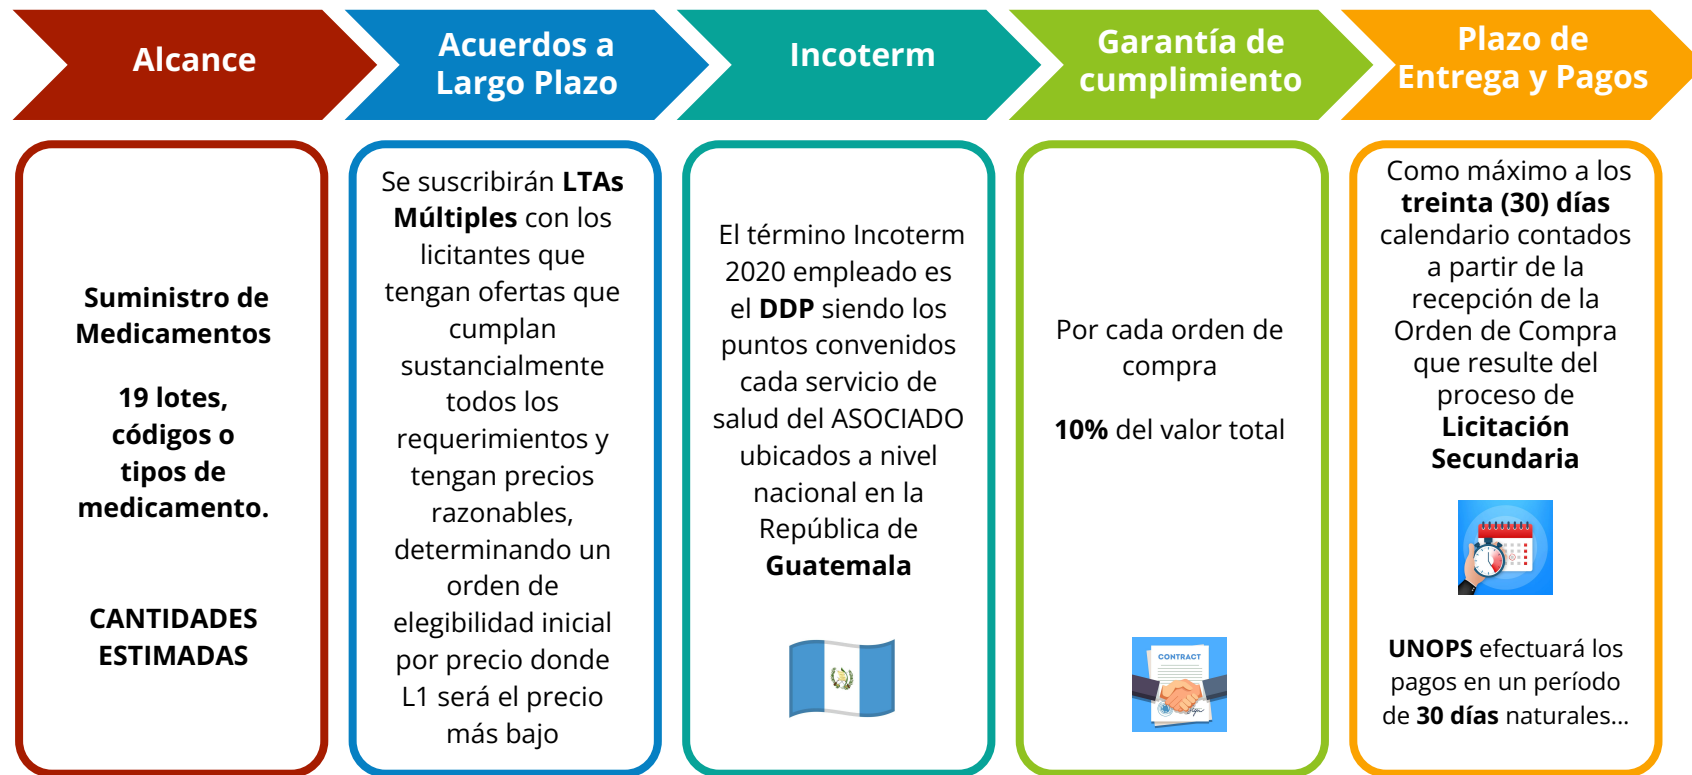 Alcance
Acuerdos a
Largo Plazo
Incoterm
Garantía de
cumplimiento
Plazo de
Entrega y Pagos
Suministro de
Medicamentos
19 lotes,
códigos o
tipos de
medicamento.
CANTIDADES
ESTIMADAS
Se suscribirán LTAs
Múltiples con los
licitantes que
tengan ofertas que
cumplan
sustancialmente
todos los
requerimientos y
tengan precios
razonables,
determinando un
orden de
elegibilidad inicial
por precio donde
L1 será el precio
más bajo
El término Incoterm
2020 empleado es
el DDP siendo los
puntos convenidos
cada servicio de
salud del ASOCIADO
ubicados a nivel
nacional en la
República de
Guatemala
Por cada orden de
compra
10% del valor total
CONTRACT
Como máximo a los
treinta (30) días
calendario contados
a partir de la
recepción de la
Orden de Compra
que resulte del
proceso de
Licitación
Secundaria
UNOPS efectuará los
pagos en un período
de 30 días naturales...